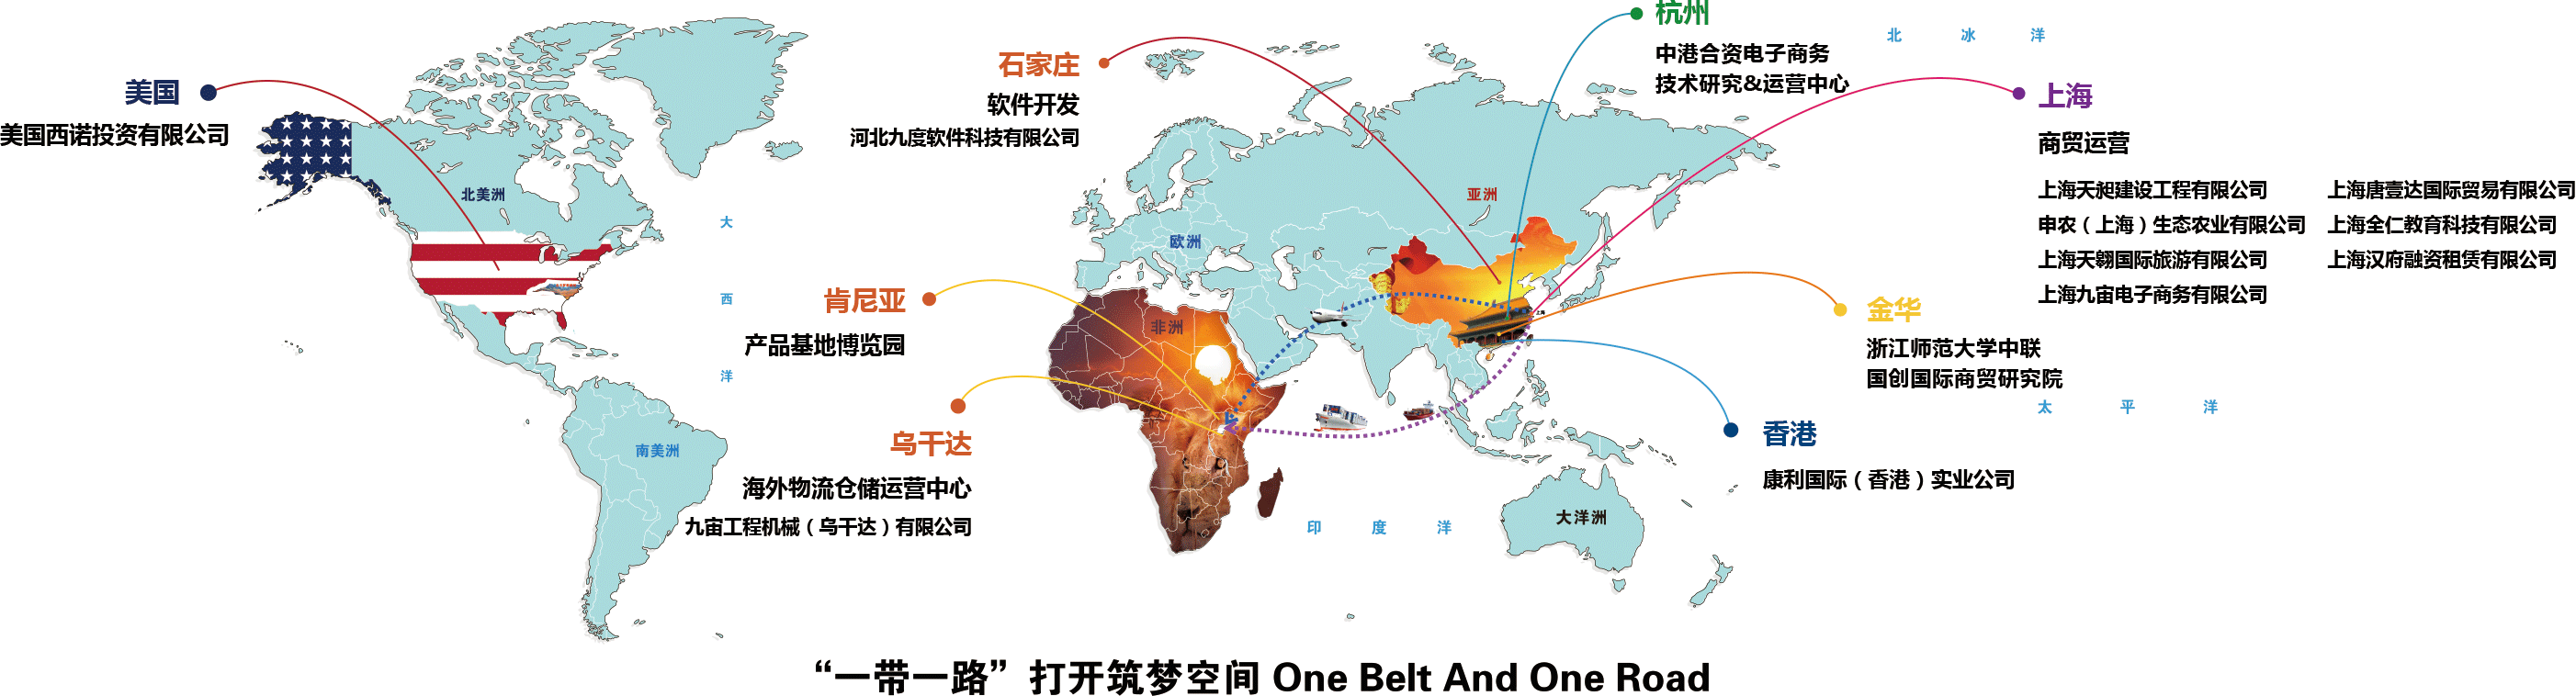 美国
美国西诺投资有限公司
北美洲
大
西
洋
南美洲
石家庄
软件开发
河北九度软件科技有限公司
肯尼亚
产品基地博览园
乌干达
海外物流仓储运营中心
九宙工程机械（乌干达）有限公司
欧洲
非洲
亚洲
上海
印 度 洋
大洋洲
杭州
中港合资电子商务
技术研究&运营中心
北 冰 洋
上海
商贸运营
上海天昶建设工程有限公司 上海唐壹达国际贸易有限公司
申农（上海）生态农业有限公司 上海全仁教育科技有限公司
上海天翱国际旅游有限公司 上海汉府融资租赁有限公司
上海九宙电子商务有限公司
金华
浙江师范大学中联
国创国际商贸研究院
太 平 洋
香港
康利国际（香港）实业公司
“一带一路”打开筑梦空间 One Belt And One Road